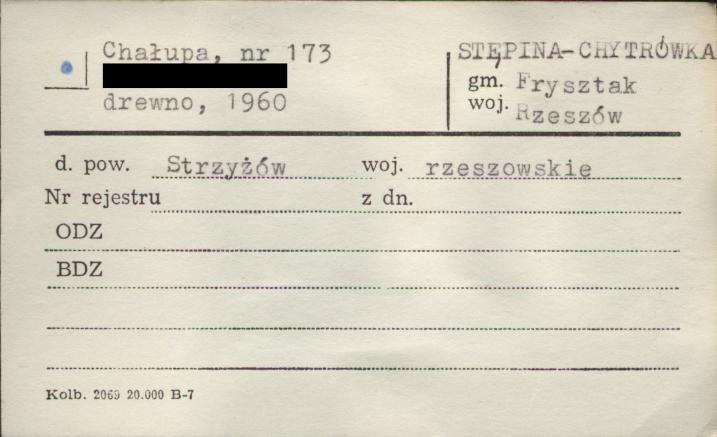 Chałupa, nr 173
drewno, 1960
STĘPINA-CHYTRÓWKA
gm. Frysztak
woj. Rzeszów
d. pow. Strzyżów woj. rzeszowskie
Nr rejestru z dn.
ODZ
BDZ
Kolb. 2069 20.000 B-7